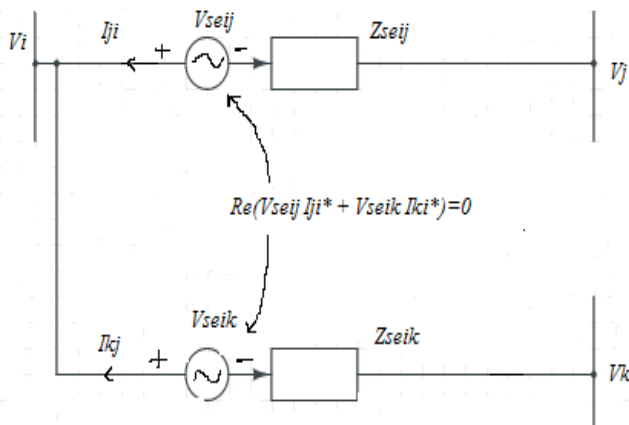 Vi
Iji
+
Vseij
-
Zseij
Vj
Re(Vseij Iji* + Vseik Iki*)=0
Ikj
+
Vseik
-
Zseik
Vk